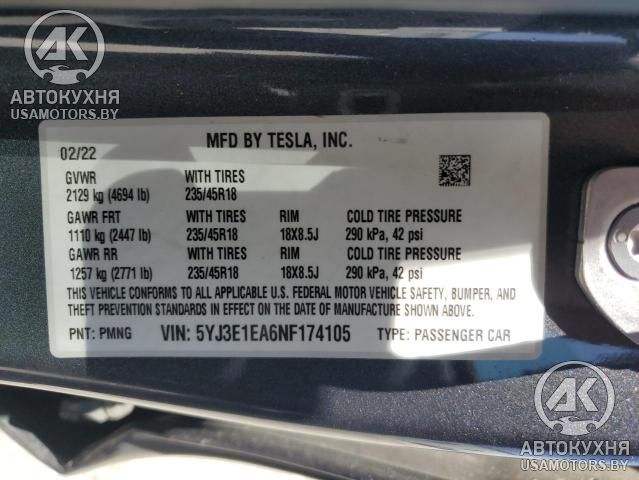 AK
АВТОКУХНЯ
USAMOTORS.BY
MFD BY TESLA, INC.
02/22
GVWR WITH TIRES
2129 kg (4694 lb) 235/45R18
GAWR FRT WITH TIRES RIM COLD TIRE PRESSURE
1110 kg (2447 lb) 235/45R18 18X8.5J 290 kPa, 42 psi
GAWR RR WITH TIRES RIM COLD TIRE PRESSURE
1257 kg (2771 lb) 235/45R18 18X8.5J 290 kPa, 42 psi
THIS VEHICLE CONFORMS TO ALL APPLICABLE U.S. FEDERAL MOTOR VEHICLE SAFETY, BUMPER, AND
THEFT PREVENTION STANDARDS IN EFFECT ON THE DATE OF MANUFACTURE SHOWN ABOVE.
PNT: PMNG VIN: 5YJ3E1EA6NF174105 TYPE: PASSENGER CAR
AK
АВТОКУХНЯ
USAMOTORS.BY